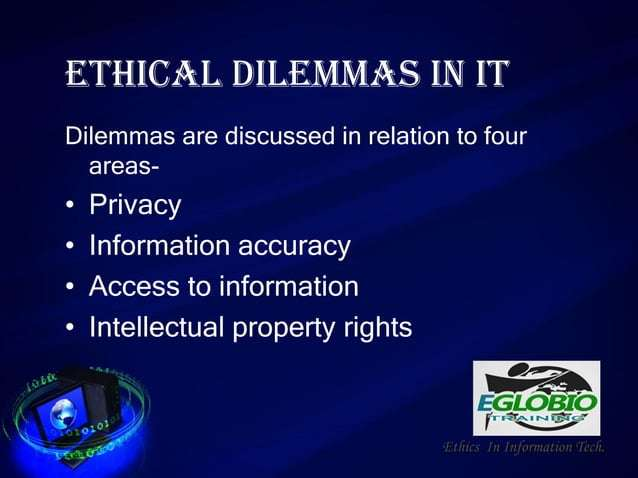 ETHICAL DILEMMAS IN IT
Dilemmas are discussed in relation to four
areas-
• Privacy
• Information accuracy
• Access to information
• Intellectual property rights
EGLOBIO
TRAINING
Ethics In Information Tech.